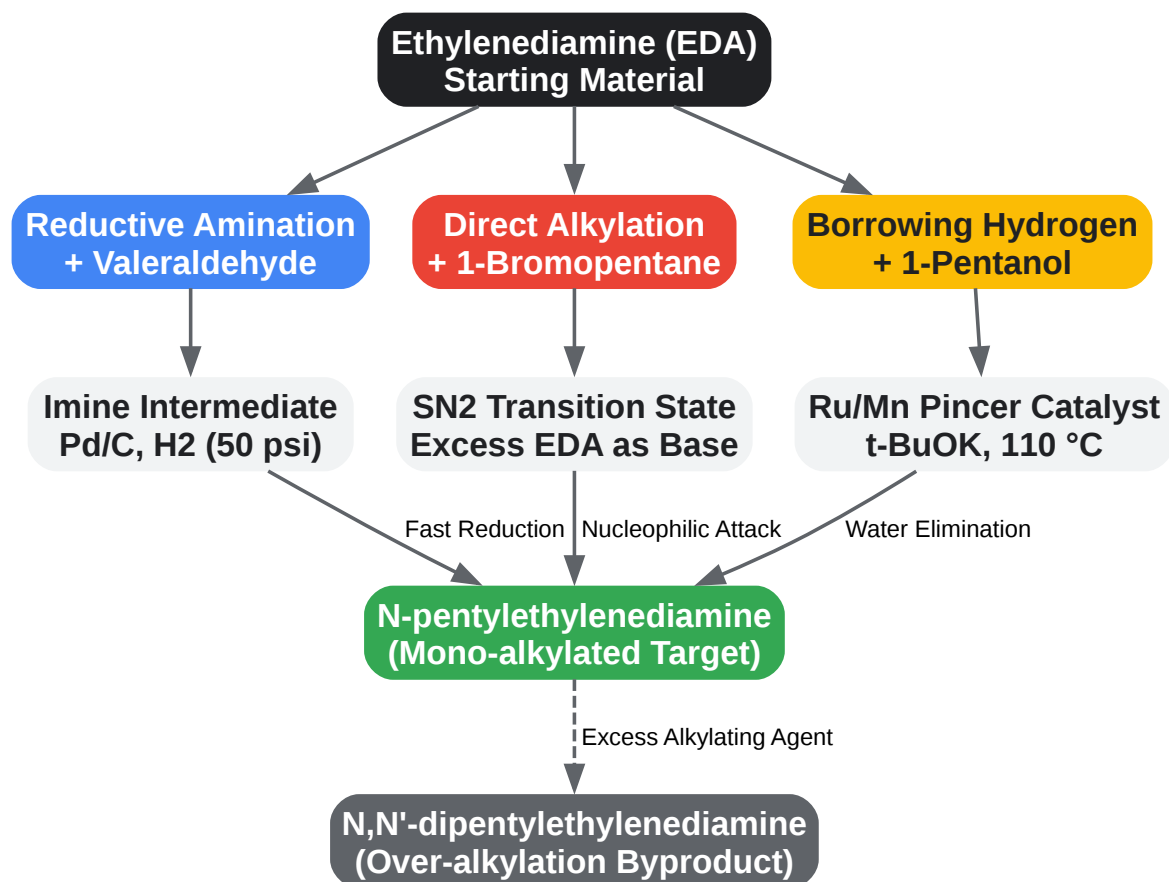 Ethylenediamine (EDA)
Starting Material
Reductive Amination
+ Valeraldehyde
Direct Alkylation
+ 1-Bromopentane
Borrowing Hydrogen
+ 1-Pentanol
Imine Intermediate
Pd/C, H2 (50 psi)
SN2 Transition State
Excess EDA as Base
Ru/Mn Pincer Catalyst
t-BuOK, 110 °C
Fast Reduction
Nucleophilic Attack
Water Elimination
N-pentylethylenediamine
(Mono-alkylated Target)
Excess Alkylating Agent
N,N'-dipentylethylenediamine
(Over-alkylation Byproduct)